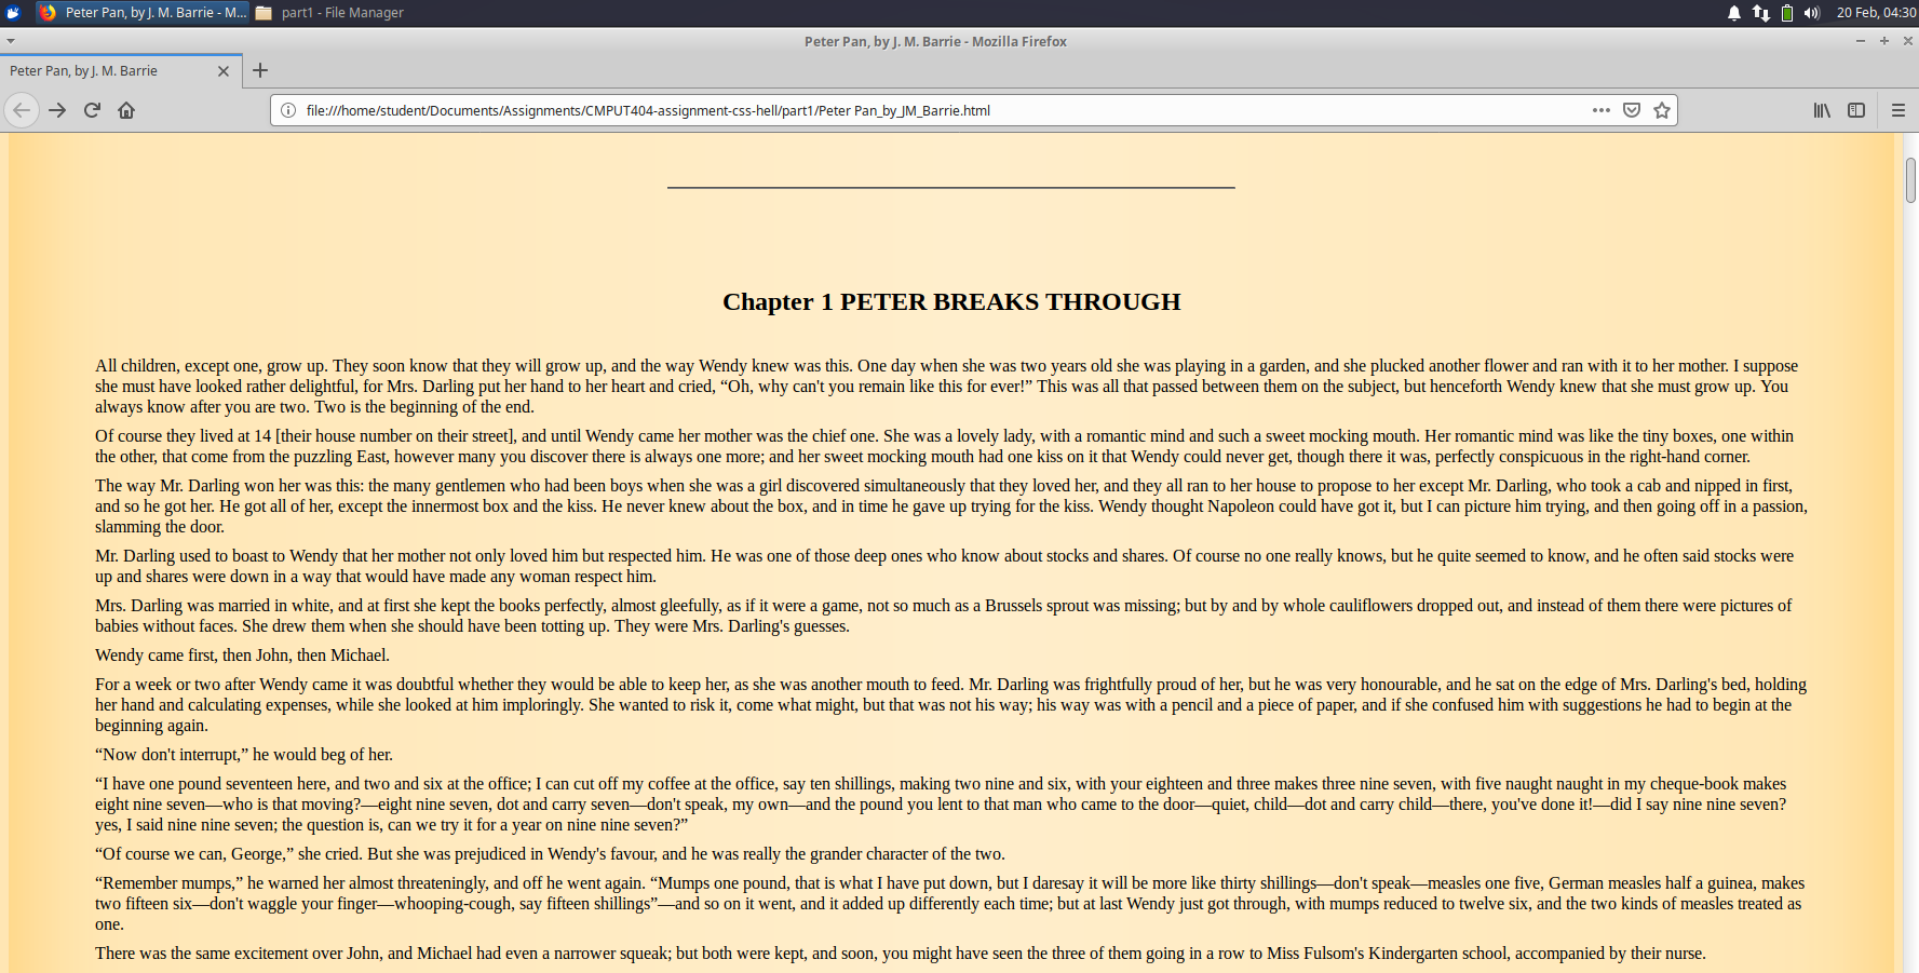 Peter Pan, by J. M. Barrie - M...
part1 - File Manager
20 Feb, 04:30
Peter Pan, by J. M. Barrie - Mozilla Firefox
Peter Pan, by J. M. Barrie
file:///home/student/Documents/Assignments/CMPUT404-assignment-css-hell/part1/Peter Pan_by_JM_Barrie.html
Chapter 1 PETER BREAKS THROUGH
All children, except one, grow up. They soon know that they will grow up, and the way Wendy knew was this. One day when she was two years old she was playing in a garden, and she plucked another flower and ran with it to her mother. I suppose
she must have looked rather delightful, for Mrs. Darling put her hand to her heart and cried, “Oh, why can't you remain like this for ever!” This was all that passed between them on the subject, but henceforth Wendy knew that she must grow up. You
always know after you are two. Two is the beginning of the end.
Of course they lived at 14 [their house number on their street], and until Wendy came her mother was the chief one. She was a lovely lady, with a romantic mind and such a sweet mocking mouth. Her romantic mind was like the tiny boxes, one within
the other, that come from the puzzling East, however many you discover there is always one more; and her sweet mocking mouth had one kiss on it that Wendy could never get, though there it was, perfectly conspicuous in the right-hand corner.
The way Mr. Darling won her was this: the many gentlemen who had been boys when she was a girl discovered simultaneously that they loved her, and they all ran to her house to propose to her except Mr. Darling, who took a cab and nipped in first,
and so he got her. He got all of her, except the innermost box and the kiss. He never knew about the box, and in time he gave up trying for the kiss. Wendy thought Napoleon could have got it, but I can picture him trying, and then going off in a passion,
slamming the door.
Mr. Darling used to boast to Wendy that her mother not only loved him but respected him. He was one of those deep ones who know about stocks and shares. Of course no one really knows, but he quite seemed to know, and he often said stocks were
up and shares were down in a way that would have made any woman respect him.
Mrs. Darling was married in white, and at first she kept the books perfectly, almost gleefully, as if it were a game, not so much as a Brussels sprout was missing; but by and by whole cauliflowers dropped out, and instead of them there were pictures of
babies without faces. She drew them when she should have been totting up. They were Mrs. Darling's guesses.
Wendy came first, then John, then Michael.
For a week or two after Wendy came it was doubtful whether they would be able to keep her, as she was another mouth to feed. Mr. Darling was frightfully proud of her, but he was very honourable, and he sat on the edge of Mrs. Darling's bed, holding
her hand and calculating expenses, while she looked at him imploringly. She wanted to risk it, come what might, but that was not his way; his way was with a pencil and a piece of paper, and if she confused him with suggestions he had to begin at the
beginning again.
“Now don't interrupt,” he would beg of her.
“I have one pound seventeen here, and two and six at the office; I can cut off my coffee at the office, say ten shillings, making two nine and six, with your eighteen and three makes three nine seven, with five naught naught in my cheque-book makes
eight nine seven—who is that moving?—eight nine seven, dot and carry seven—don't speak, my own—and the pound you lent to that man who came to the door—quiet, child—dot and carry child—there, you've done it!—did I say nine nine seven?
yes, I said nine nine seven; the question is, can we try it for a year on nine nine seven?”
“Of course we can, George,” she cried. But she was prejudiced in Wendy's favour, and he was really the grander character of the two.
“Remember mumps,” he warned her almost threateningly, and off he went again. “Mumps one pound, that is what I have put down, but I daresay it will be more like thirty shillings—don't speak—measles one five, German measles half a guinea, makes
two fifteen six—don't waggle your finger—whooping-cough, say fifteen shillings”—and so on it went, and it added up differently each time; but at last Wendy just got through, with mumps reduced to twelve six, and the two kinds of measles treated as
one.
There was the same excitement over John, and Michael had even a narrower squeak; but both were kept, and soon, you might have seen the three of them going in a row to Miss Fulsom's Kindergarten school, accompanied by their nurse.